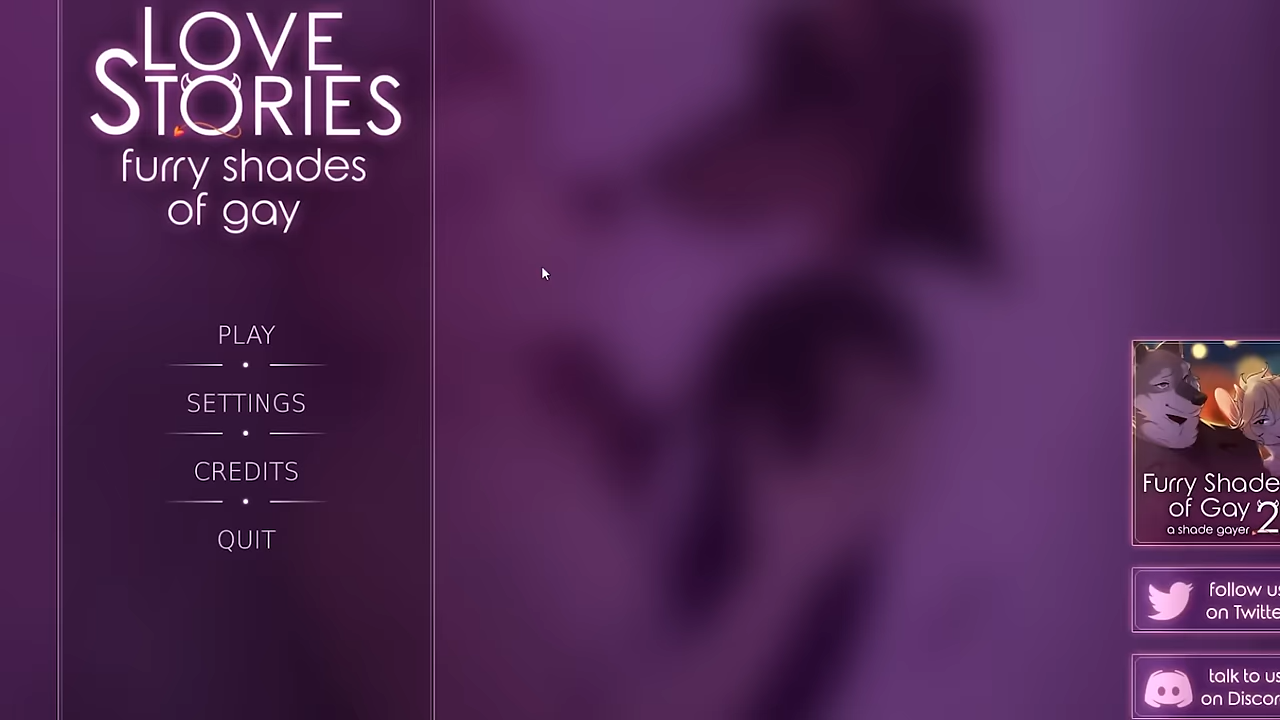 LOVE
STORIES
furry shades
of gay
PLAY
SETTINGS
CREDITS
QUIT
Furry Shade
of Gay 2
a shade gayer
follow us
on Twitte
talk to us
on Discor